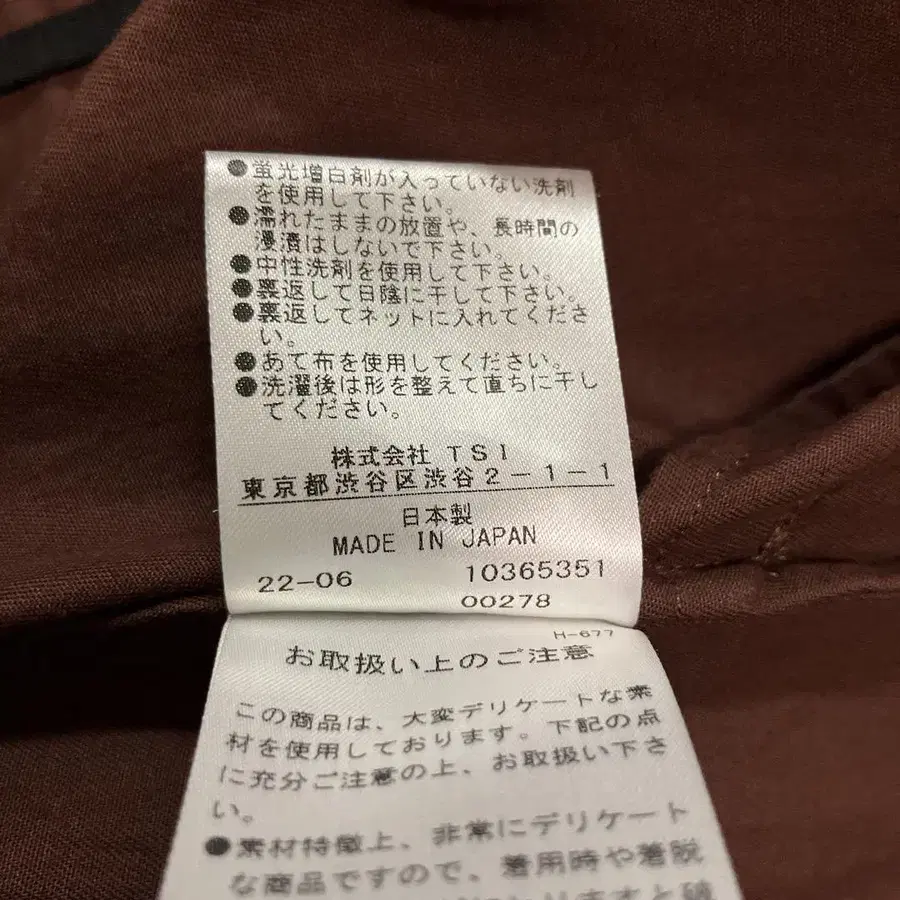 ●蛍光増白剤が入っていない洗剤
を使用して下さい。
●濡れたままの放置や、長時間の
浸漬はしないで下さい。
●中性洗剤を使用して下さい。
●裏返して日陰に干して下さい。
●裏返してネットに入れてくださ
い。
●あて布を使用してください。
●洗濯後は形を整えて直ちに干し
てください。
株式会社 TSI
東京都渋谷区渋谷2-1-1
日本製
MADE IN JAPAN
22-06 10365351
00278
H-677
お取扱い上のご注意
この商品は、大変デリケートな素
材を使用しております。下記の点
に充分ご注意の上、お取扱い下さ
い。
●素材特徴上、非常にデリケート
な商品ですので、着用時や着脱